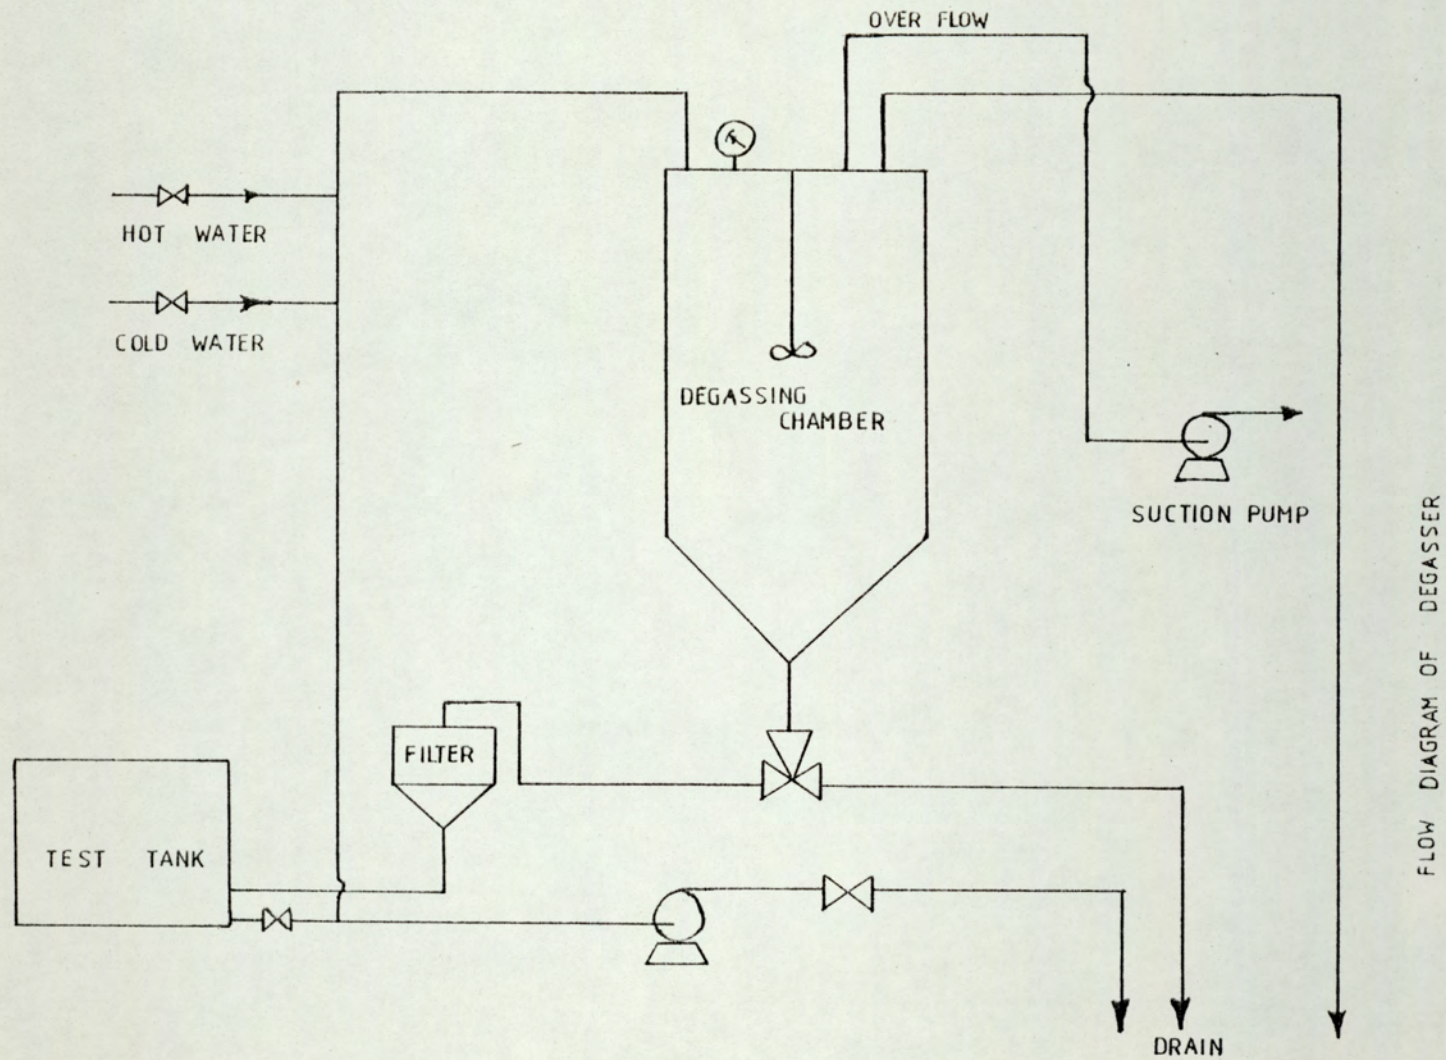 OVER FLOW
HOT WATER
COLD WATER
DEGASSING
CHAMBER
SUCTION PUMP
FILTER
TEST TANK
DRAIN
FLOW DIAGRAM OF DEGASSER